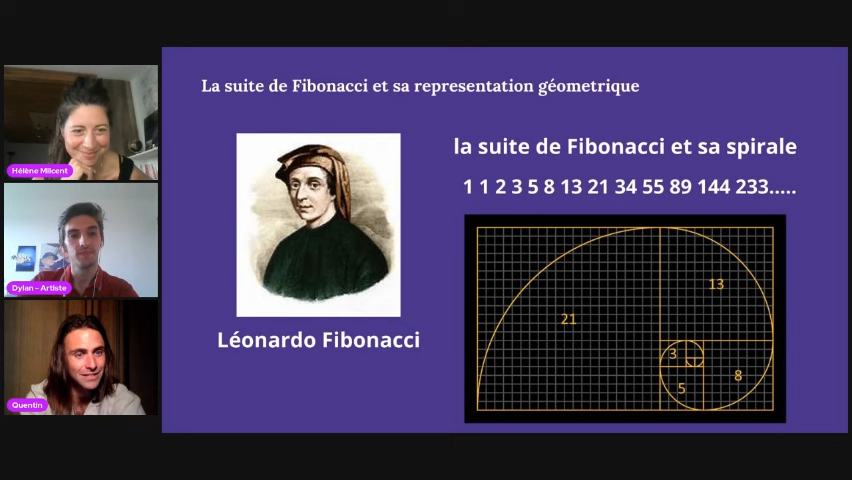 La suite de Fibonacci et sa representation géometrique
la suite de Fibonacci et sa spirale
1 1 2 3 5 8 13 21 34 55 89 144 233.....
Léonardo Fibonacci
21
13
3
5
8
Hélène Milcent
Dylan - Artiste
Quentin